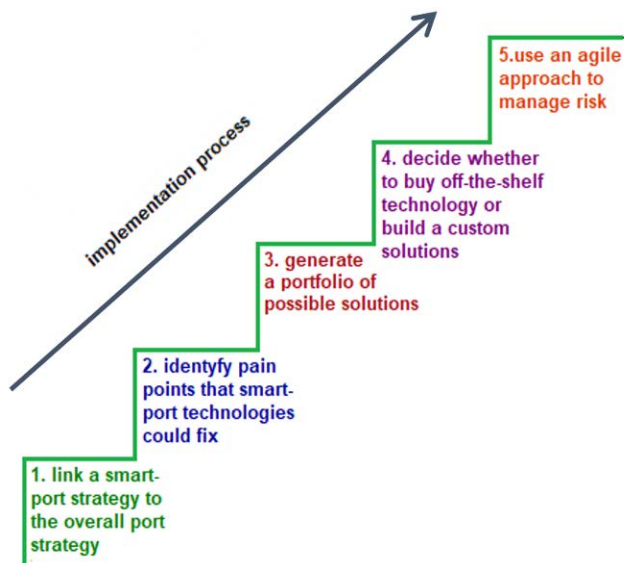 5.use an agile
approach to
manage risk
implementation process
4. decide whether
to buy off-the-shelf
technology or
build a custom
solutions
3. generate
a portfolio of
possible solutions
2. identyfy pain
points that smart-
port technologies
could fix
1. link a smart-
port strategy to
the overall port
strategy